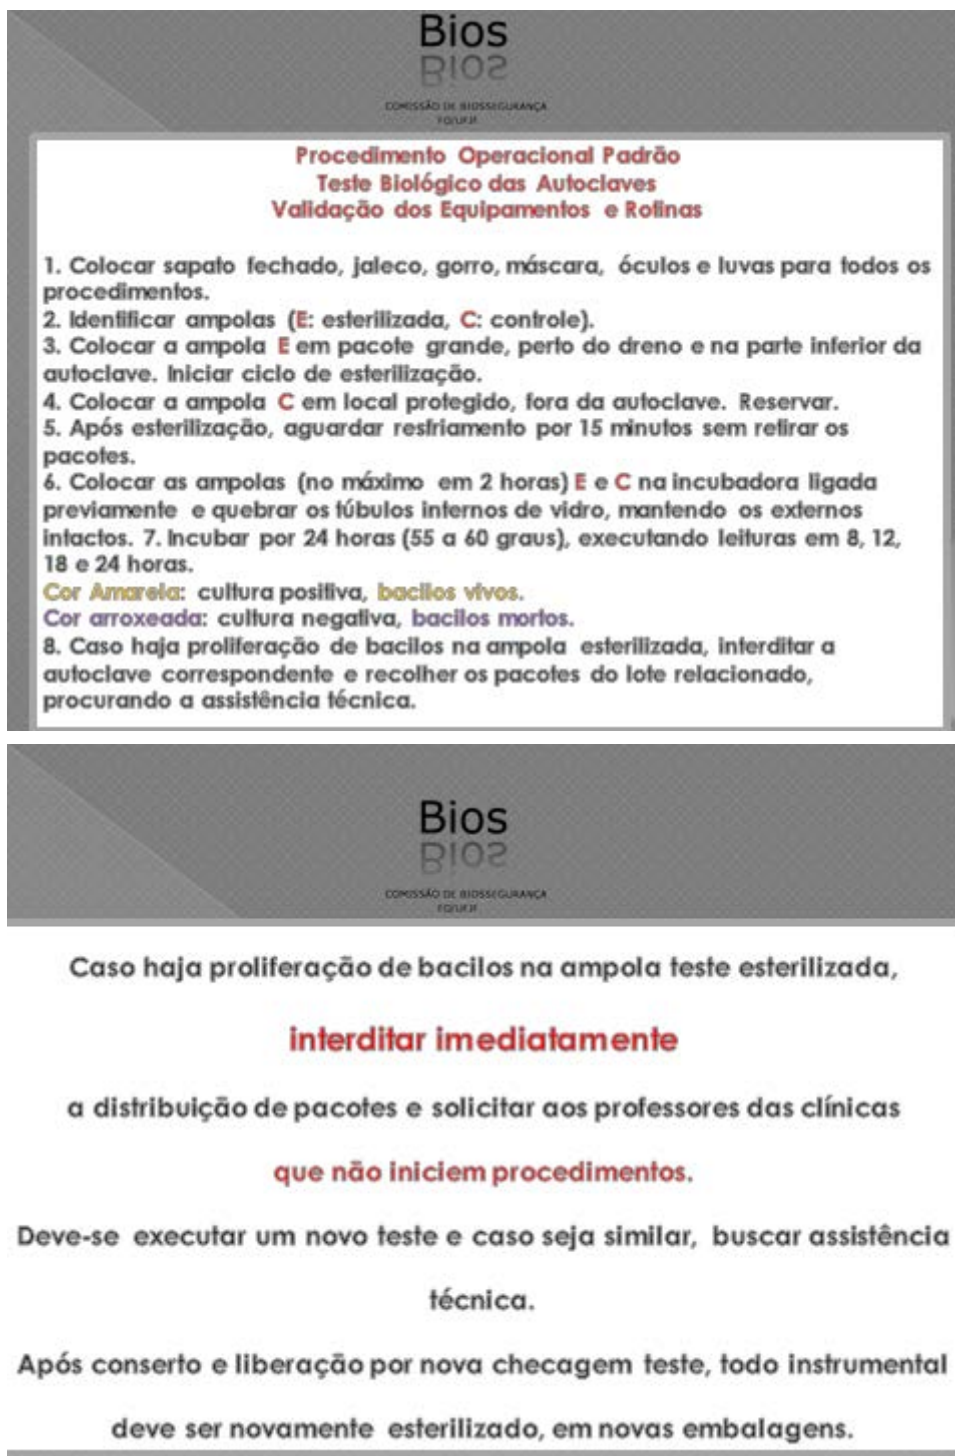 Bios
COMISSÃO DE BIOSSEGURANÇA
FO/UFJF
Procedimento Operacional Padrão
Teste Biológico das Autoclaves
Validação dos Equipamentos e Rotinas
1. Colocar sapato fechado, jaleco, gorro, máscara, óculos e luvas para todos os
procedimentos.
2. Identificar ampolas (E: esterilizada, C: controle).
3. Colocar a ampola E em pacote grande, perto do dreno e na parte inferior da
autoclave. Iniciar ciclo de esterilização.
4. Colocar a ampola C em local protegido, fora da autoclave. Reservar.
5. Após esterilização, aguardar resfriamento por 15 minutos sem retirar os
pacotes.
6. Colocar as ampolas (no máximo em 2 horas) E e C na incubadora ligada
previamente e quebrar os túbulos internos de vidro, mantendo os externos
intactos. 7. Incubar por 24 horas (55 a 60 graus), executando leituras em 8, 12,
18 e 24 horas.
Cor Amarela: cultura positiva, bacilos vivos.
Cor arroxeada: cultura negativa, bacilos mortos.
8. Caso haja proliferação de bacilos na ampola esterilizada, interditar a
autoclave correspondente e recolher os pacotes do lote relacionado,
procurando a assistência técnica.
Bios
COMISSÃO DE BIOSSEGURANÇA
FO/UFJF
Caso haja proliferação de bacilos na ampola teste esterilizada,
interditar imediatamente
a distribuição de pacotes e solicitar aos professores das clínicas
que não iniciem procedimentos.
Deve-se executar um novo teste e caso seja similar, buscar assistência
técnica.
Após conserto e liberação por nova checagem teste, todo instrumental
deve ser novamente esterilizado, em novas embalagens.